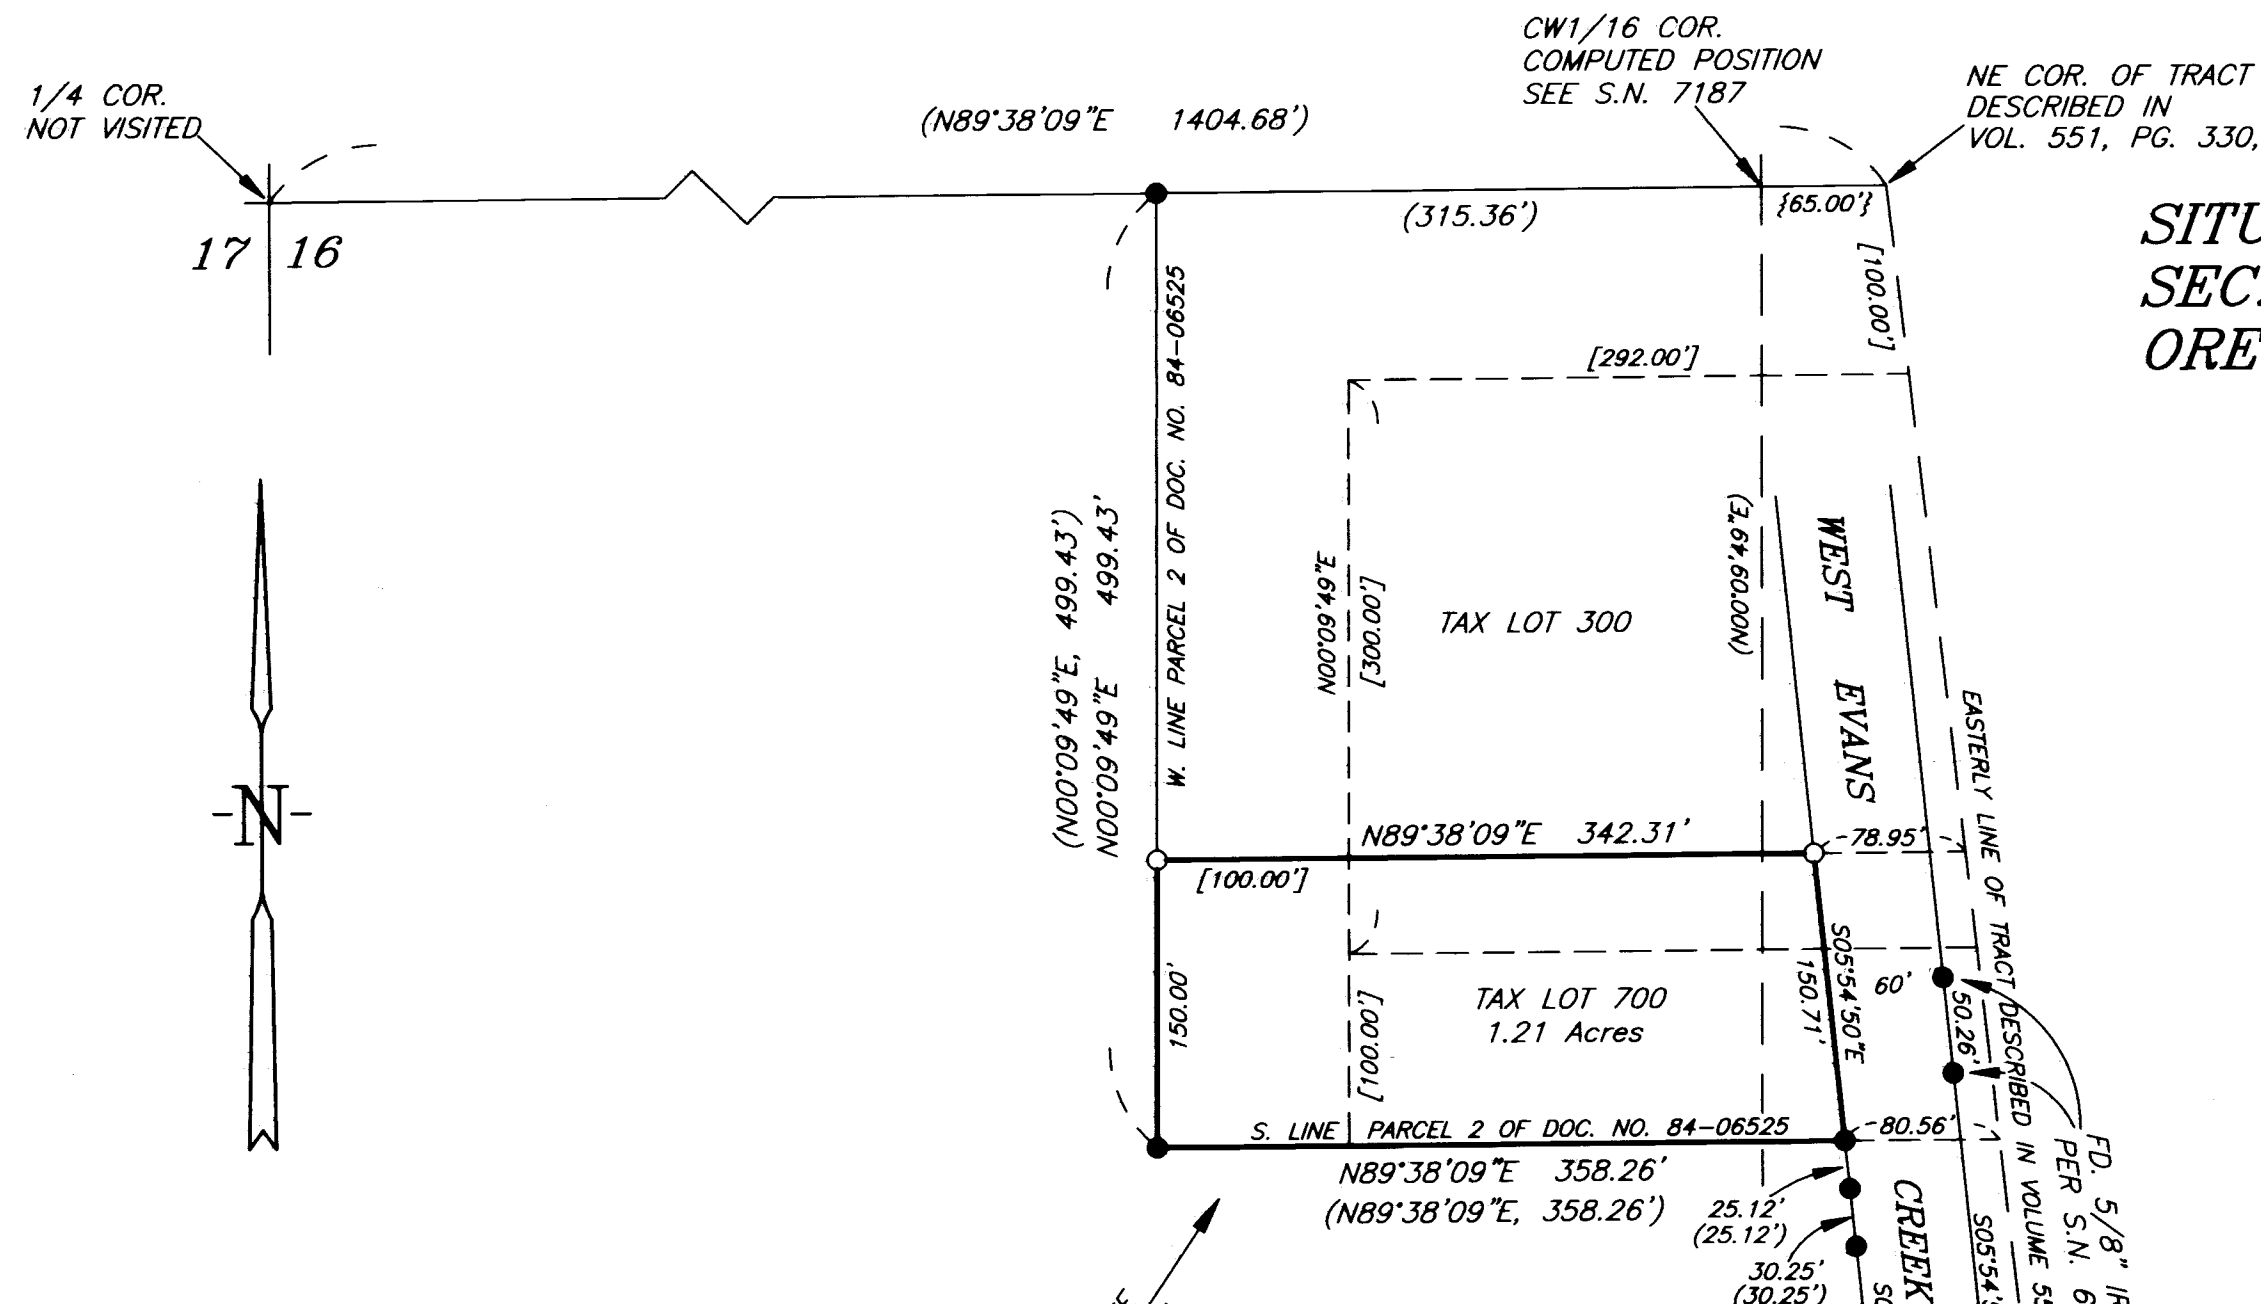 1/4 COR.
NOT VISITED
(N89°38'09"E 1404.68')
CW1/16 COR.
COMPUTED POSITION
SEE S.N. 7187
NE COR. OF TRACT
DESCRIBED IN
VOL. 551, PG. 330,
17 16
(315.36')
{65.00'}
[100.00']
SITU
SEC.
ORE
[292.00']
W. LINE PARCEL 2 OF DOC. NO. 84-06525
(N00°09'49"E, 499.43')
N00°09'49"E 499.43'
N00°09'49"E
[300.00']
TAX LOT 300
(N00°09'49"E)
WEST EVANS
EASTERLY LINE OF TRACT DESCRIBED IN VOLUME 55
-N-
N89°38'09"E 342.31'
78.95'
[100.00']
150.00'
[100.00']
TAX LOT 700
1.21 Acres
S05°54'50"E
150.71'
60'
50.26'
S. LINE PARCEL 2 OF DOC. NO. 84-06525
80.56'
N89°38'09"E 358.26'
(N89°38'09"E, 358.26')
25.12'
(25.12')
30.25'
(30.25')
CREEK
S05°54'
FD. 5/8" IR
PER S.N. 6